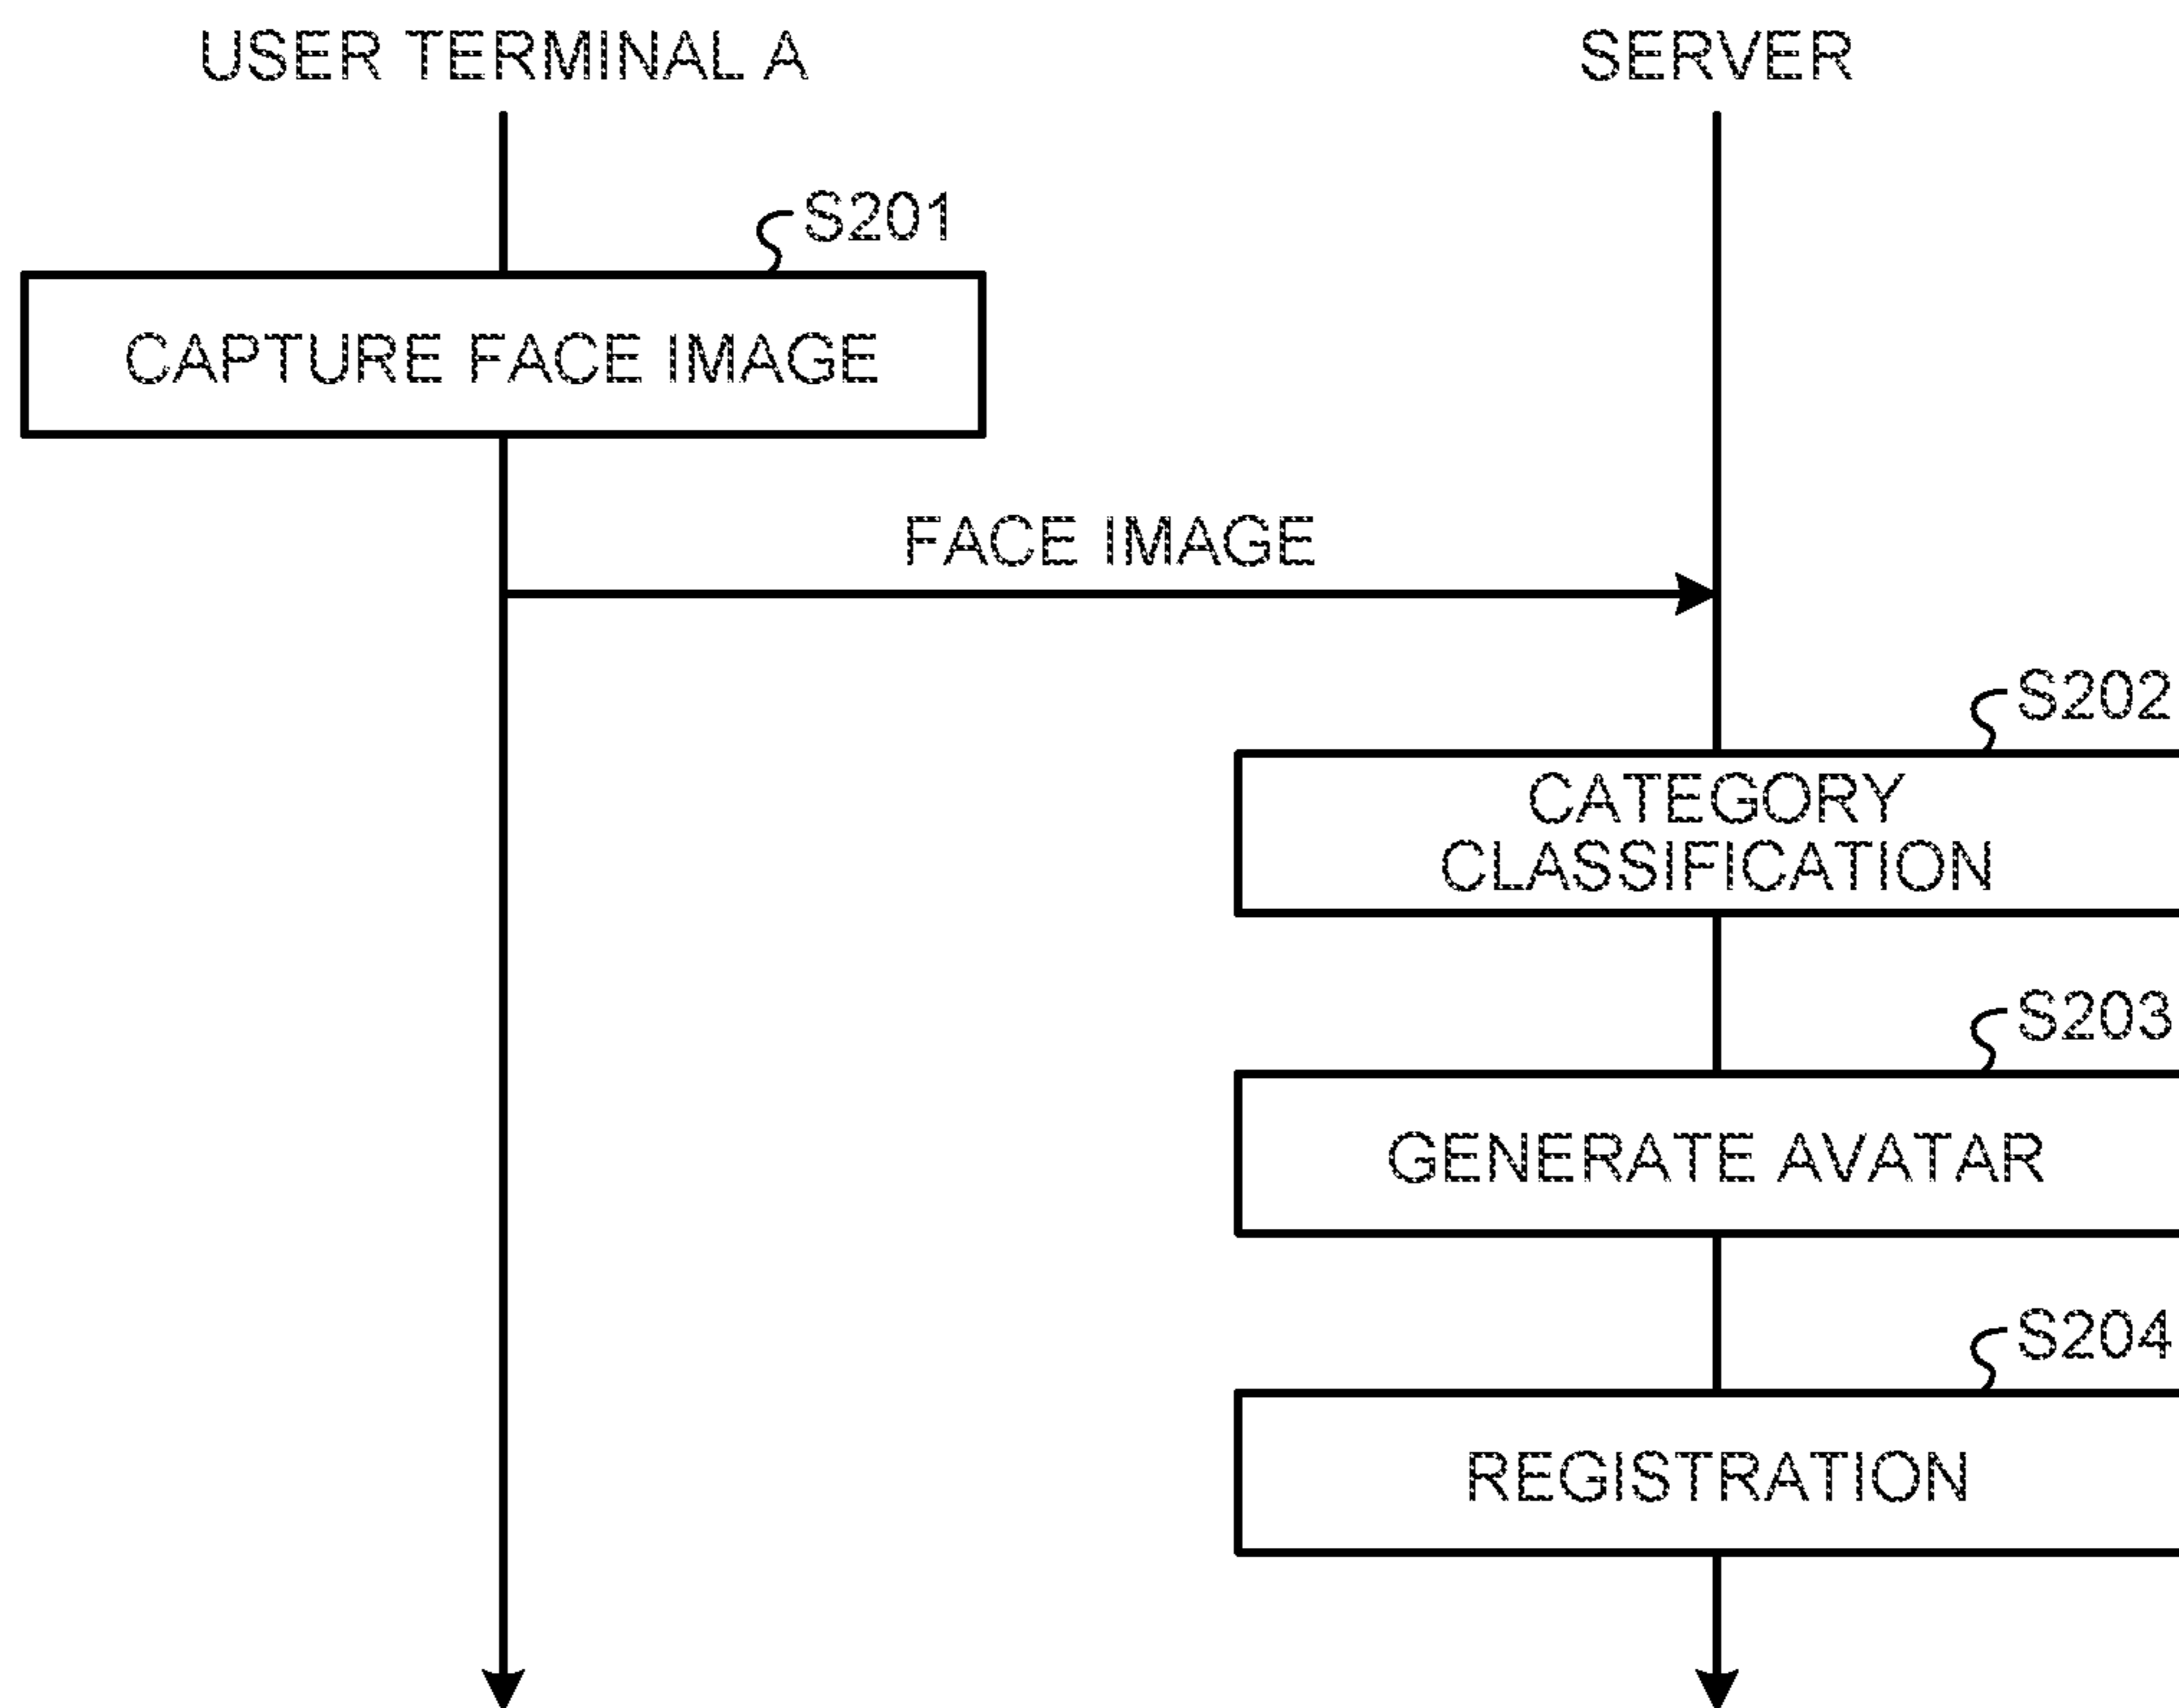 USER TERMINAL A
SERVER
S201
CAPTURE FACE IMAGE
FACE IMAGE
S202
CATEGORY
CLASSIFICATION
S203
GENERATE AVATAR
S204
REGISTRATION